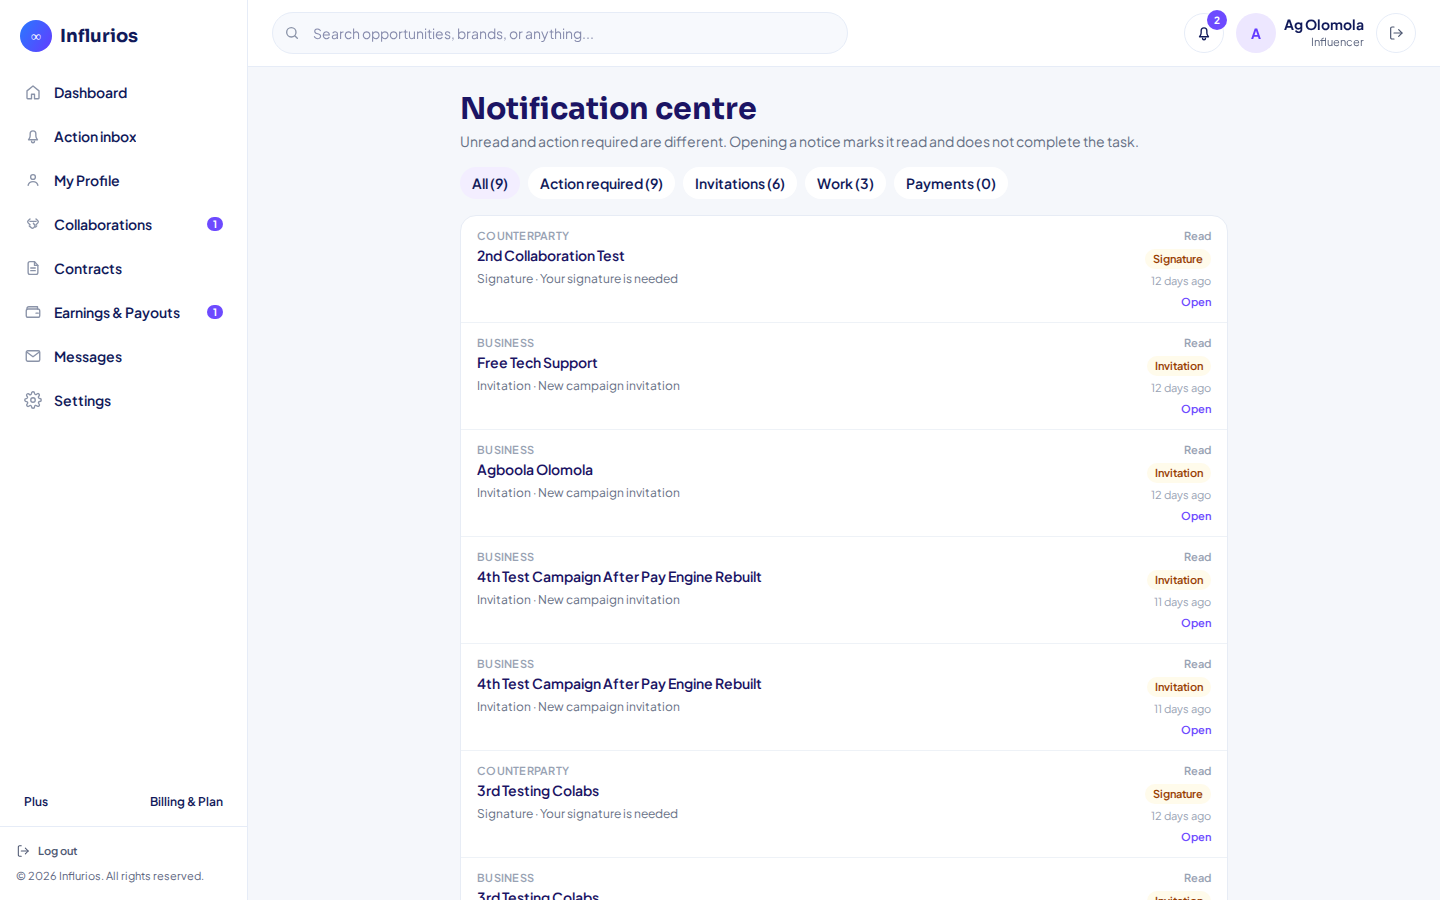 ∞ Influrios
Search opportunities, brands, or anything...
2
A
Ag Olomola
Influencer
Dashboard
Action inbox
My Profile
Collaborations 1
Contracts
Earnings & Payouts 1
Messages
Settings
Plus
Billing & Plan
Log out
© 2026 Influrios. All rights reserved.
Notification centre
Unread and action required are different. Opening a notice marks it read and does not complete the task.
All (9)
Action required (9)
Invitations (6)
Work (3)
Payments (0)
COUNTERPARTY
2nd Collaboration Test
Signature · Your signature is needed
Read
Signature
12 days ago
Open
BUSINESS
Free Tech Support
Invitation · New campaign invitation
Read
Invitation
12 days ago
Open
BUSINESS
Agboola Olomola
Invitation · New campaign invitation
Read
Invitation
12 days ago
Open
BUSINESS
4th Test Campaign After Pay Engine Rebuilt
Invitation · New campaign invitation
Read
Invitation
11 days ago
Open
BUSINESS
4th Test Campaign After Pay Engine Rebuilt
Invitation · New campaign invitation
Read
Invitation
11 days ago
Open
COUNTERPARTY
3rd Testing Colabs
Signature · Your signature is needed
Read
Signature
12 days ago
Open
BUSINESS
3rd Testing Colabs
Read
Invitation